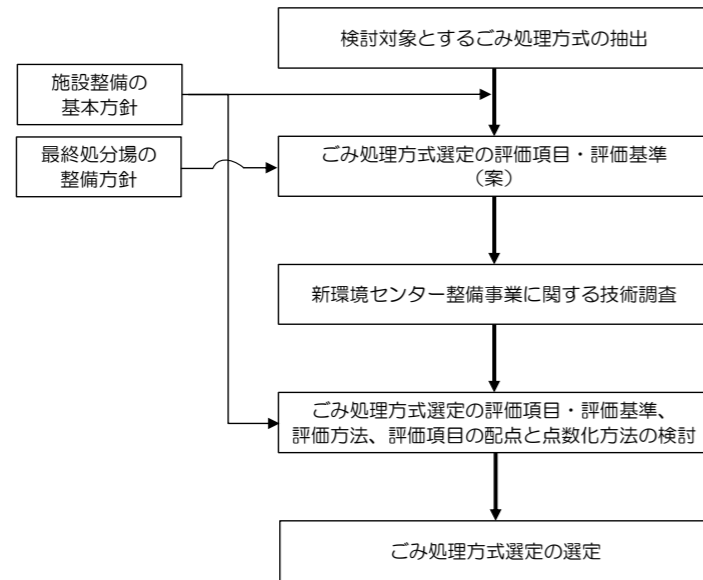 検討対象とするごみ処理方式の抽出
施設整備の
基本方針
最終処分場の
整備方針
ごみ処理方式選定の評価項目・評価基準
（案）
新環境センター整備事業に関する技術調査
ごみ処理方式選定の評価項目・評価基準、
評価方法、評価項目の配点と点数化方法の検討
ごみ処理方式選定の選定